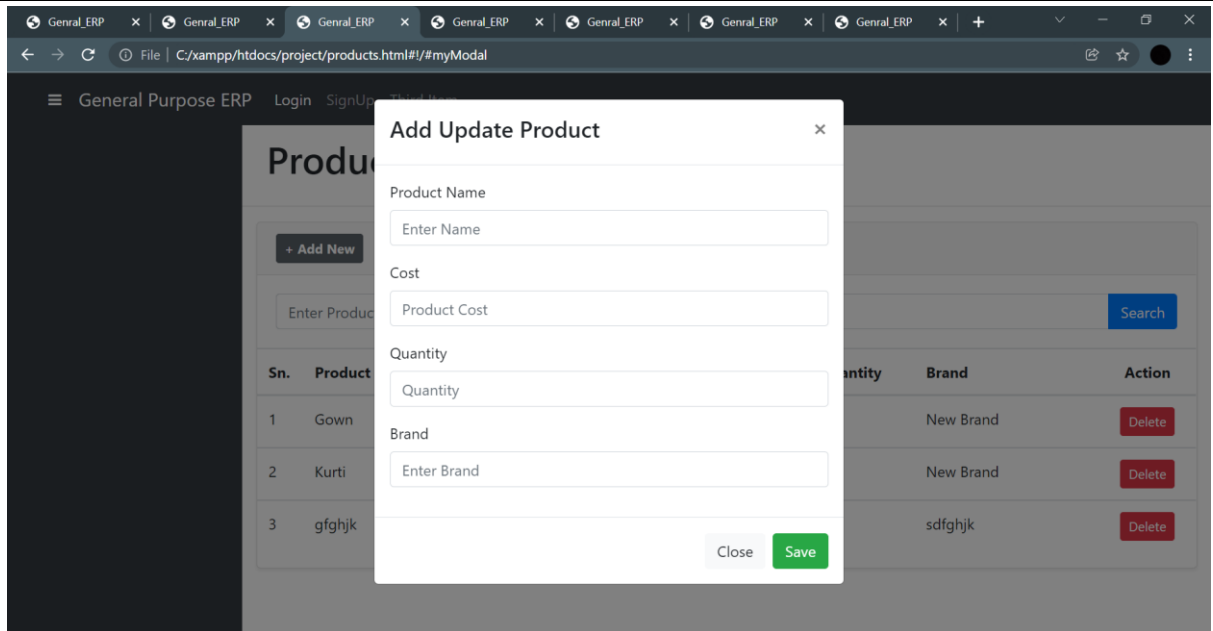 Genral_ERP Genral_ERP Genral_ERP Genral_ERP Genral_ERP Genral_ERP Genral_ERP
File C:/xampp/htdocs/project/products.html#!/#myModal
General Purpose ERP Login SignUp Third Item
Add Update Product ×
Produ
Product Name
Enter Name
+ Add New
Cost
Enter Produc
Product Cost
Search
Quantity
Sn. Product antity Brand Action
Quantity
1 Gown New Brand Delete
Brand
2 Kurti New Brand Delete
Enter Brand
3 gfghjk sdfghjk Delete
Close Save